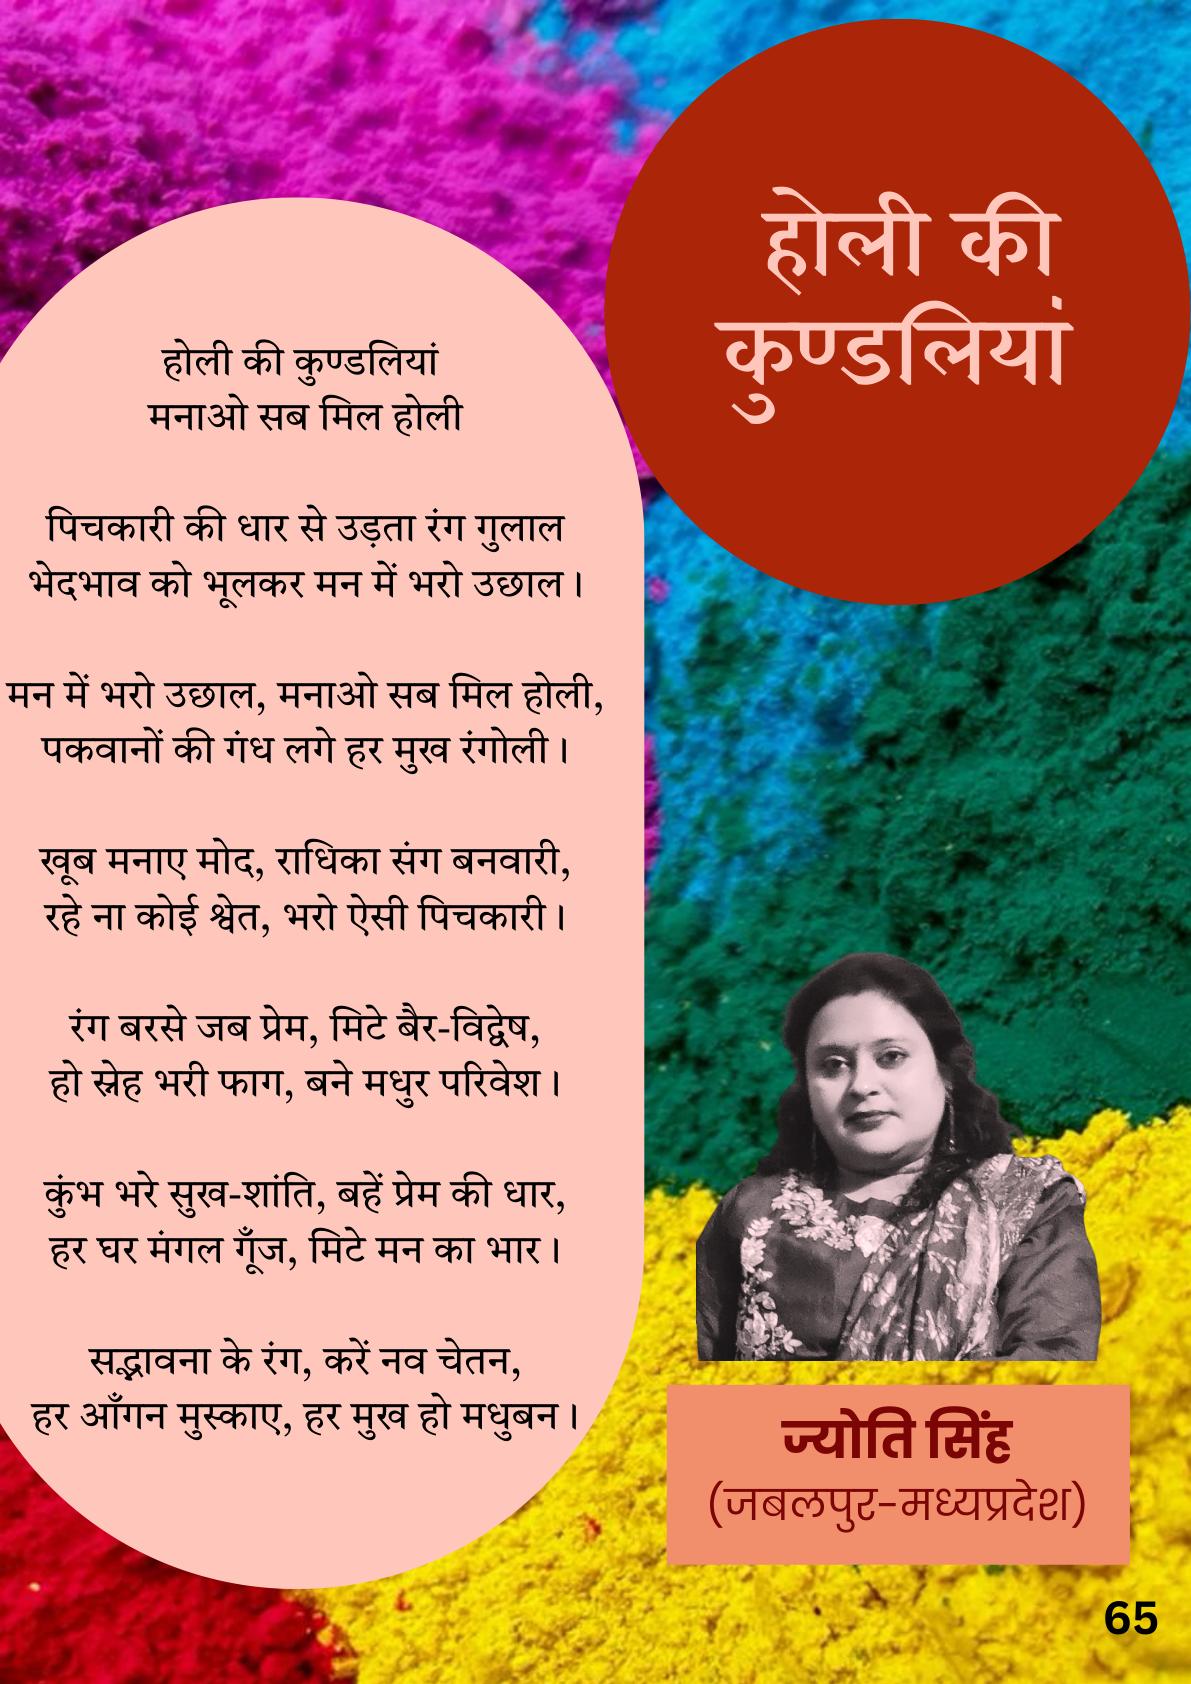 होली की
कुण्डलियां
होली की कुण्डलियां
मनाओ सब मिल होली
पिचकारी की धार से उड़ता रंग गुलाल
भेदभाव को भूलकर मन में भरो उछाल।
मन में भरो उछाल, मनाओ सब मिल होली,
पकवानों की गंध लगे हर मुख रंगोली।
खूब मनाए मोद, राधिका संग बनवारी,
रहे ना कोई श्वेत, भरो ऐसी पिचकारी।
रंग बरसे जब प्रेम, मिटे बैर-विद्वेष,
हो स्नेह भरी फाग, बने मधुर परिवेश।
कुंभ भरे सुख-शांति, बहें प्रेम की धार,
हर घर मंगल गूँज, मिटे मन का भार।
सद्भावना के रंग, करें नव चेतन,
हर आँगन मुस्काए, हर मुख हो मधुबन।
ज्योति सिंह
(जबलपुर-मध्यप्रदेश)
65